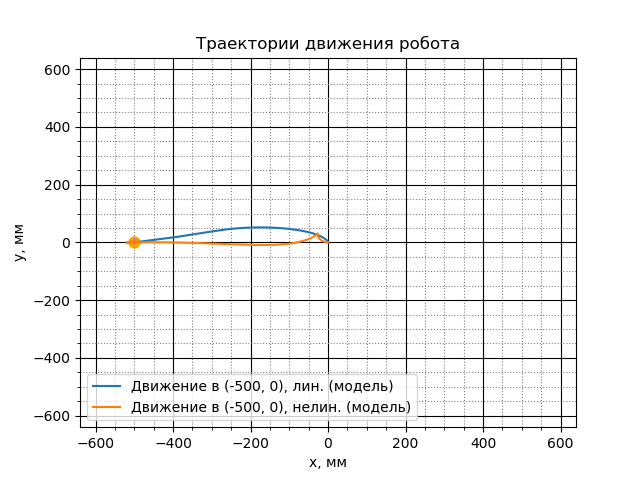 Траектории движения робота
600
400
200
0
−200
−400
−600
y, мм
Движение в (-500, 0), лин. (модель)
Движение в (-500, 0), нелин. (модель)
−600 −400 −200 0 200 400 600
x, мм